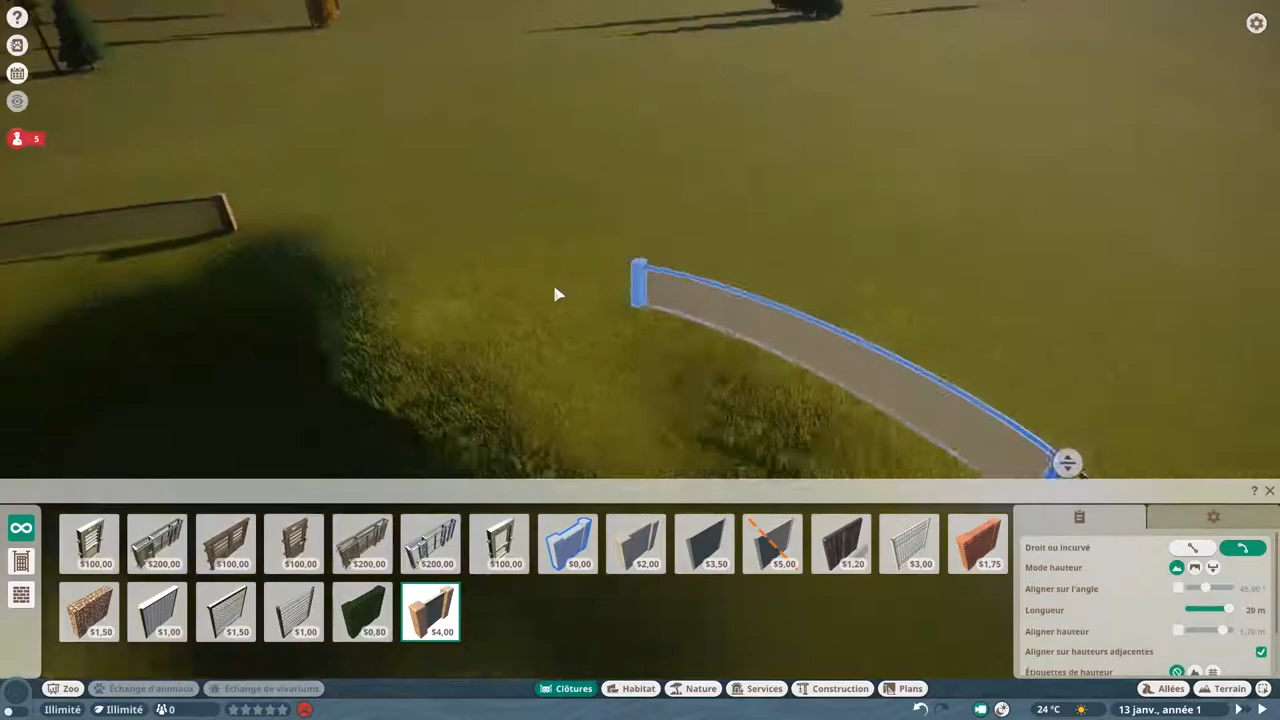 ?
5
? ×
$100,00 $200,00 $100,00 $100,00 $200,00 $200,00 $100,00 $0,00 $2,00 $3,50 $5,00 $1,20 $3,00 $1,75
$1,50 $1,00 $1,50 $1,00 $0,80 $4,00
Droit ou incurvé
Mode hauteur
Aligner sur l'angle 45,00 °
Longueur 20 m
Aligner hauteur 1,70 m
Aligner sur hauteurs adjacentes
Étiquettes de hauteur
Zoo Échange d'animaux Échange de vivariums Clôtures Habitat Nature Services Construction Plans Allées Terrain
Illimité Illimité 0 24 °C 13 janv., année 1